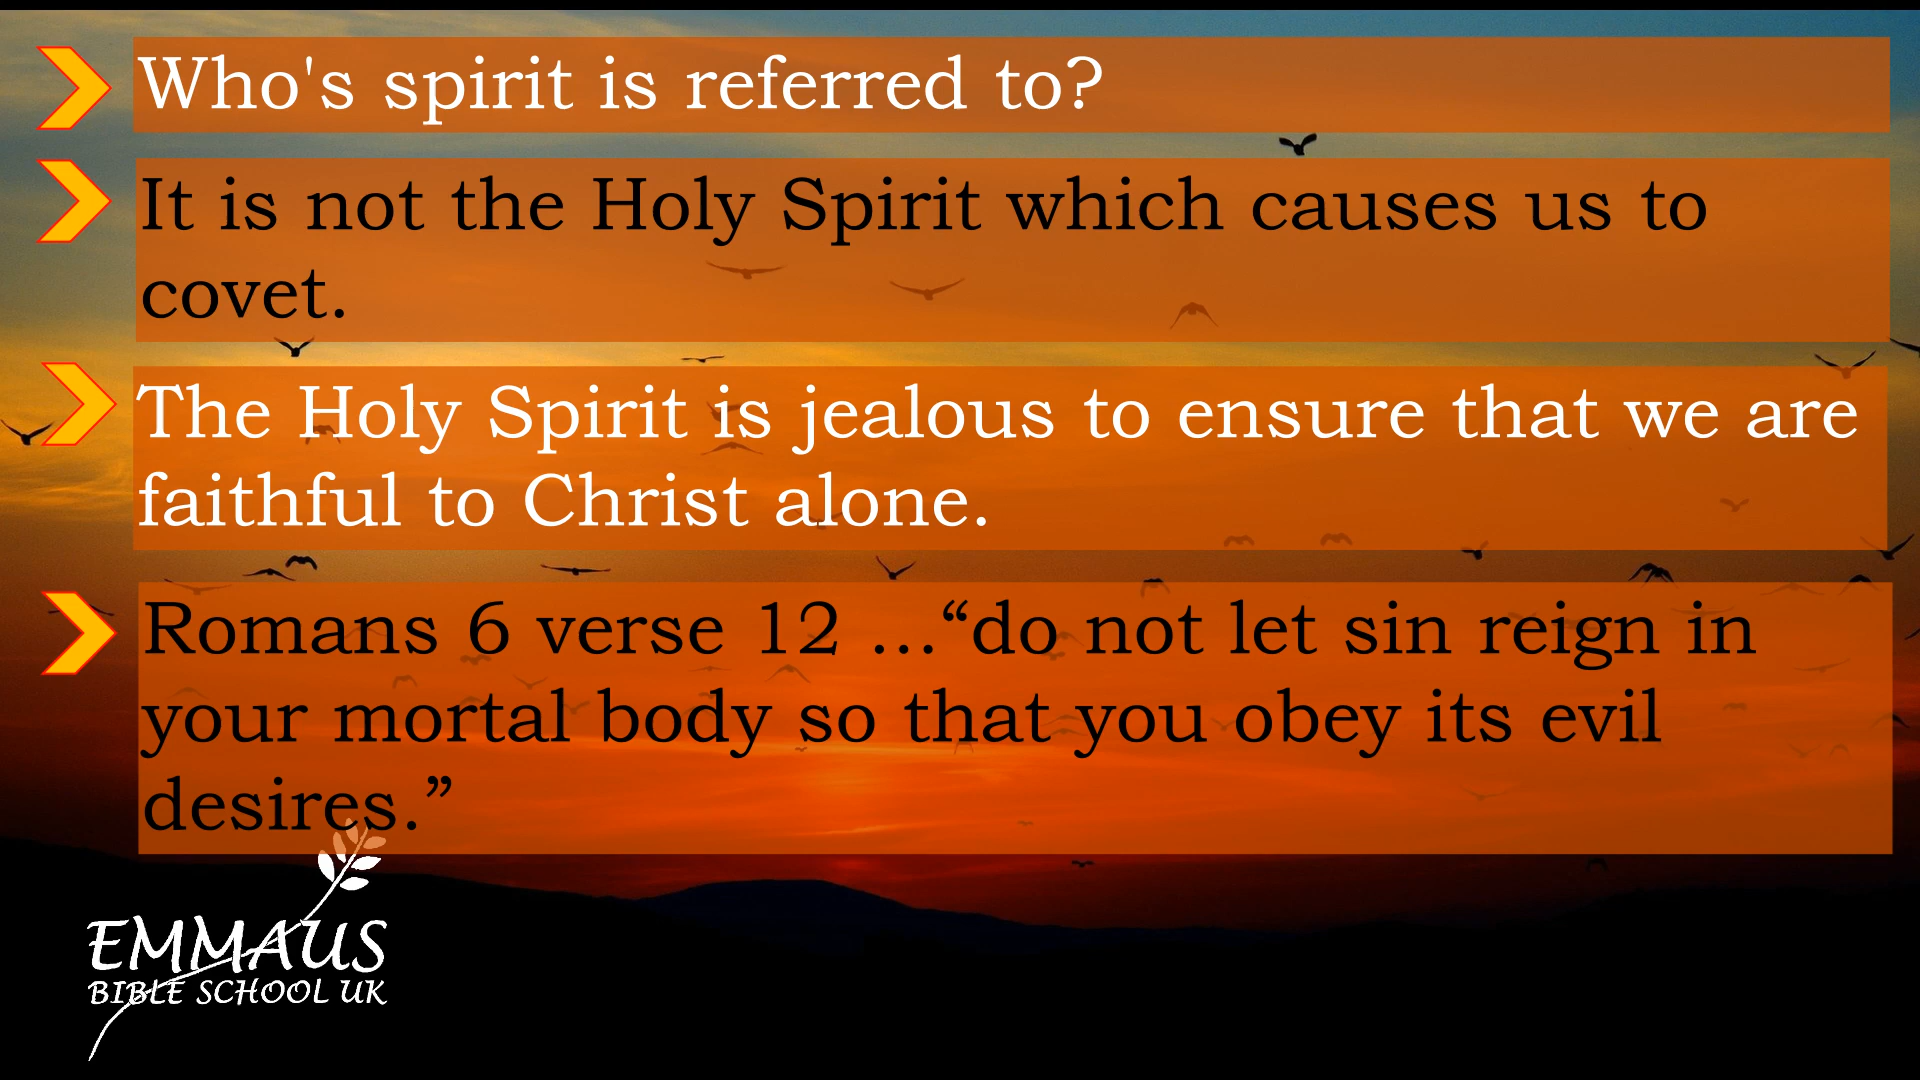 Who's spirit is referred to?
It is not the Holy Spirit which causes us to
covet.
The Holy Spirit is jealous to ensure that we are
faithful to Christ alone.
Romans 6 verse 12 …“do not let sin reign in
your mortal body so that you obey its evil
desires.”
EMMAUS
BIBLE SCHOOL UK